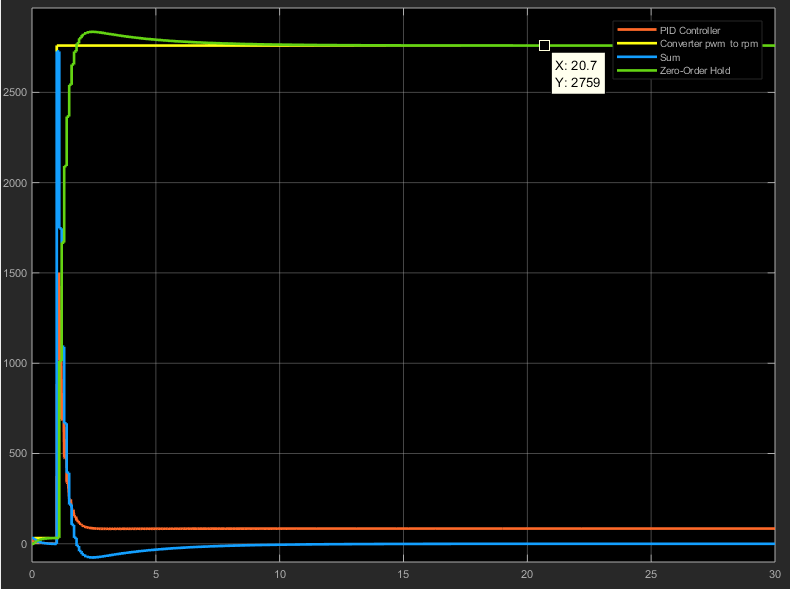 PID Controller
Converter pwm to rpm
Sum
Zero-Order Hold
X: 20.7
Y: 2759
2500
2000
1500
1000
500
0
0 5 10 15 20 25 30